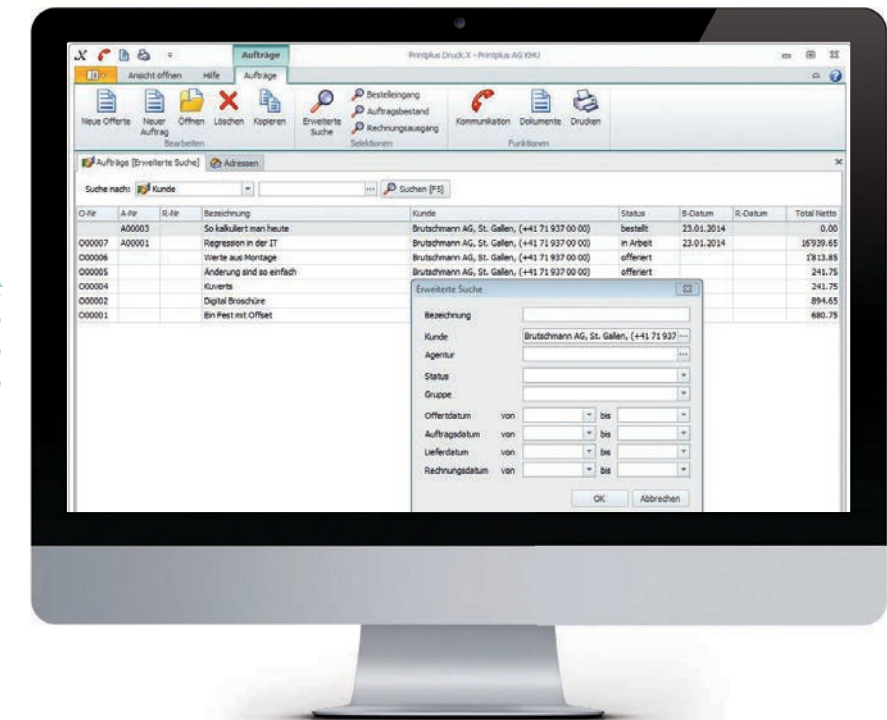 X Aufträge Printplus Druck.X - Printplus AG KHU
Ansicht öffnen Hilfe Aufträge
Neue Offerte Neuer Auftrag Öffnen Löschen Kopieren Erweiterte Suche Bestelleingang Auftragsbestand Rechnungsausgang Kommunikation Dokumente Drucken
Bearbeiten Selektionen Funktionen
Aufträge [Erweiterte Suche] Adressen
Suche nach: Kunde Suchen [F5]
O-Nr A-Nr R-Nr Bezeichnung Kunde Status B-Datum R-Datum Total Netto
A00003 So kalkuliert man heute Brutschmann AG, St. Gallen, (+41 71 937 00 00) bestellt 23.01.2014 0.00
O00007 A00001 Regression in der IT Brutschmann AG, St. Gallen, (+41 71 937 00 00) in Arbeit 23.01.2014 16'939.65
O00006 Werte aus Montage Brutschmann AG, St. Gallen, (+41 71 937 00 00) offeriert 1'813.85
O00005 Änderung sind so einfach Brutschmann AG, St. Gallen, (+41 71 937 00 00) offeriert 241.75
O00004 Kuverts 241.75
O00002 Digital Broschüre 894.65
O00001 Ein Fest mit Offset 680.75
Erweiterte Suche
Bezeichnung
Kunde Brutschmann AG, St. Gallen, (+41 71 937
Agentur
Status
Gruppe
Offertdatum von bis
Auftragsdatum von bis
Lieferdatum von bis
Rechnungsdatum von bis
OK Abbrechen